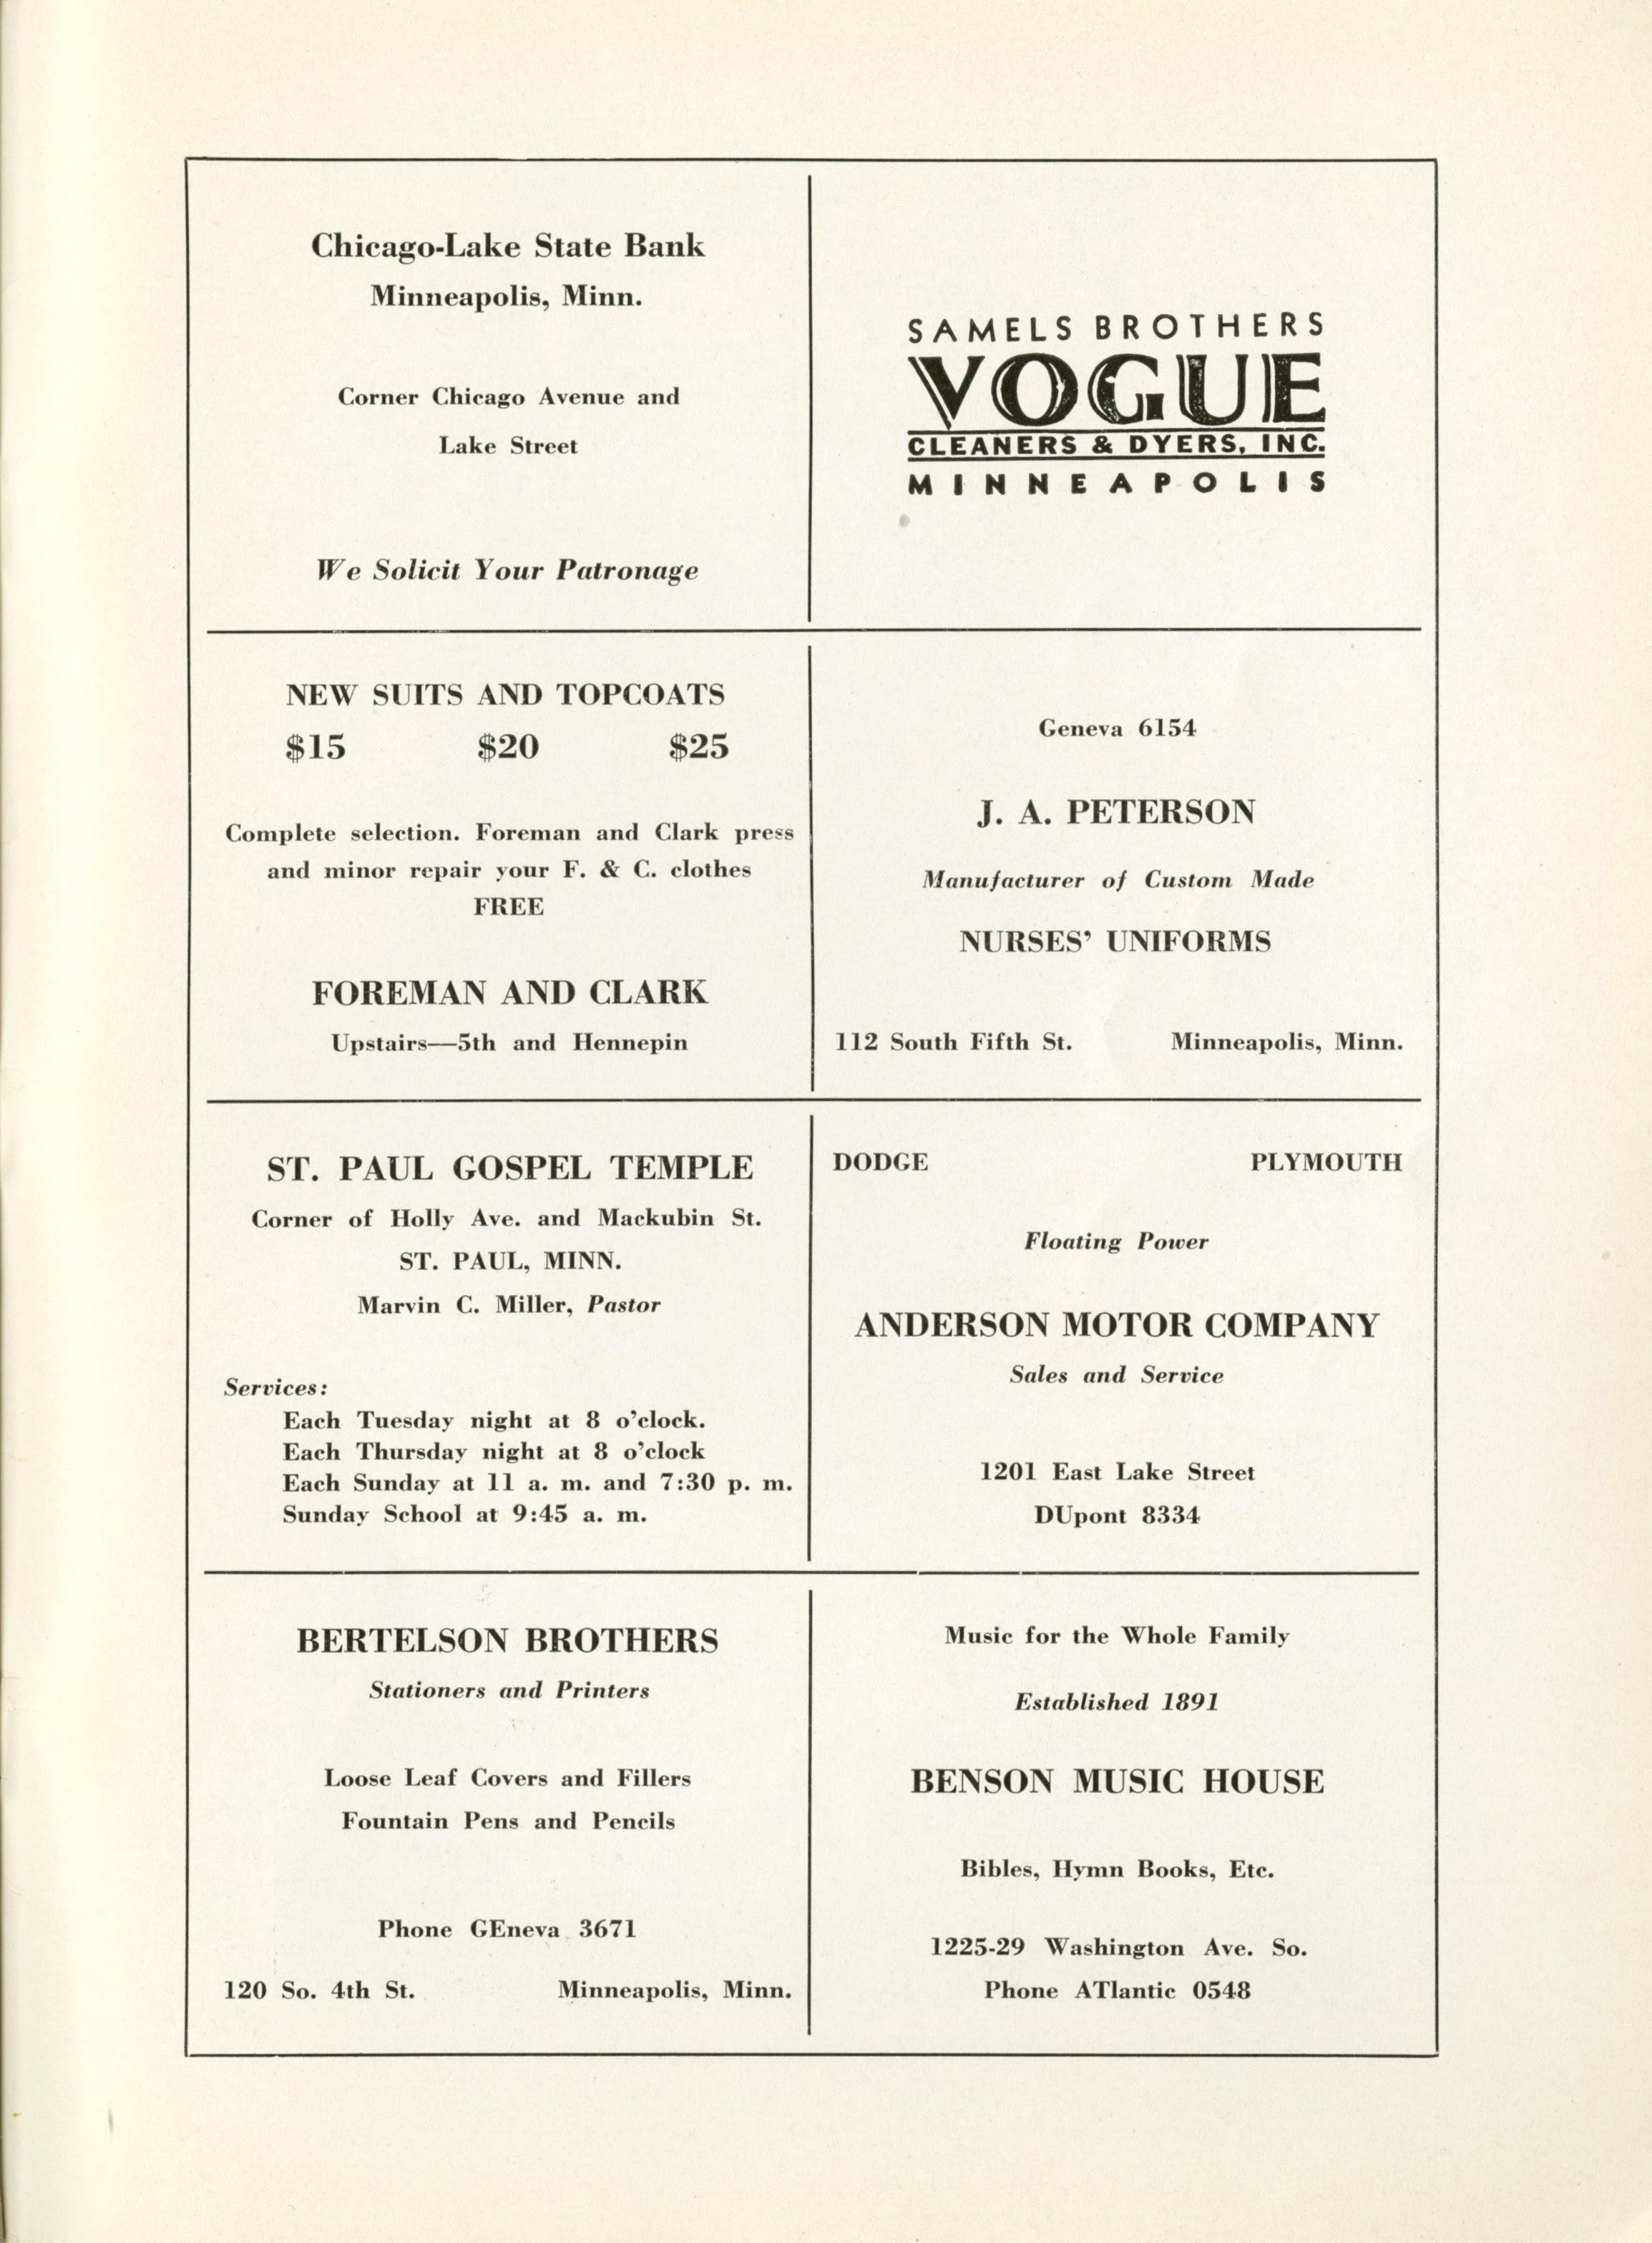 Chicago-Lake State Bank
Minneapolis, Minn.
Corner Chicago Avenue and
Lake Street
We Solicit Your Patronage
SAMELS BROTHERS
VOGUE
CLEANERS & DYERS, INC.
MINNEAPOLIS
NEW SUITS AND TOPCOATS
$15 $20 $25
Complete selection. Foreman and Clark press
and minor repair your F. & C. clothes
FREE
FOREMAN AND CLARK
Upstairs—5th and Hennepin
Geneva 6154
J. A. PETERSON
Manufacturer of Custom Made
NURSES' UNIFORMS
112 South Fifth St. Minneapolis, Minn.
ST. PAUL GOSPEL TEMPLE
Corner of Holly Ave. and Mackubin St.
ST. PAUL, MINN.
Marvin C. Miller, Pastor
Services:
Each Tuesday night at 8 o'clock.
Each Thursday night at 8 o'clock
Each Sunday at 11 a. m. and 7:30 p. m.
Sunday School at 9:45 a. m.
DODGE PLYMOUTH
Floating Power
ANDERSON MOTOR COMPANY
Sales and Service
1201 East Lake Street
DUpont 8334
BERTELSON BROTHERS
Stationers and Printers
Loose Leaf Covers and Fillers
Fountain Pens and Pencils
Phone GEneva 3671
120 So. 4th St. Minneapolis, Minn.
Music for the Whole Family
Established 1891
BENSON MUSIC HOUSE
Bibles, Hymn Books, Etc.
1225-29 Washington Ave. So.
Phone ATlantic 0548